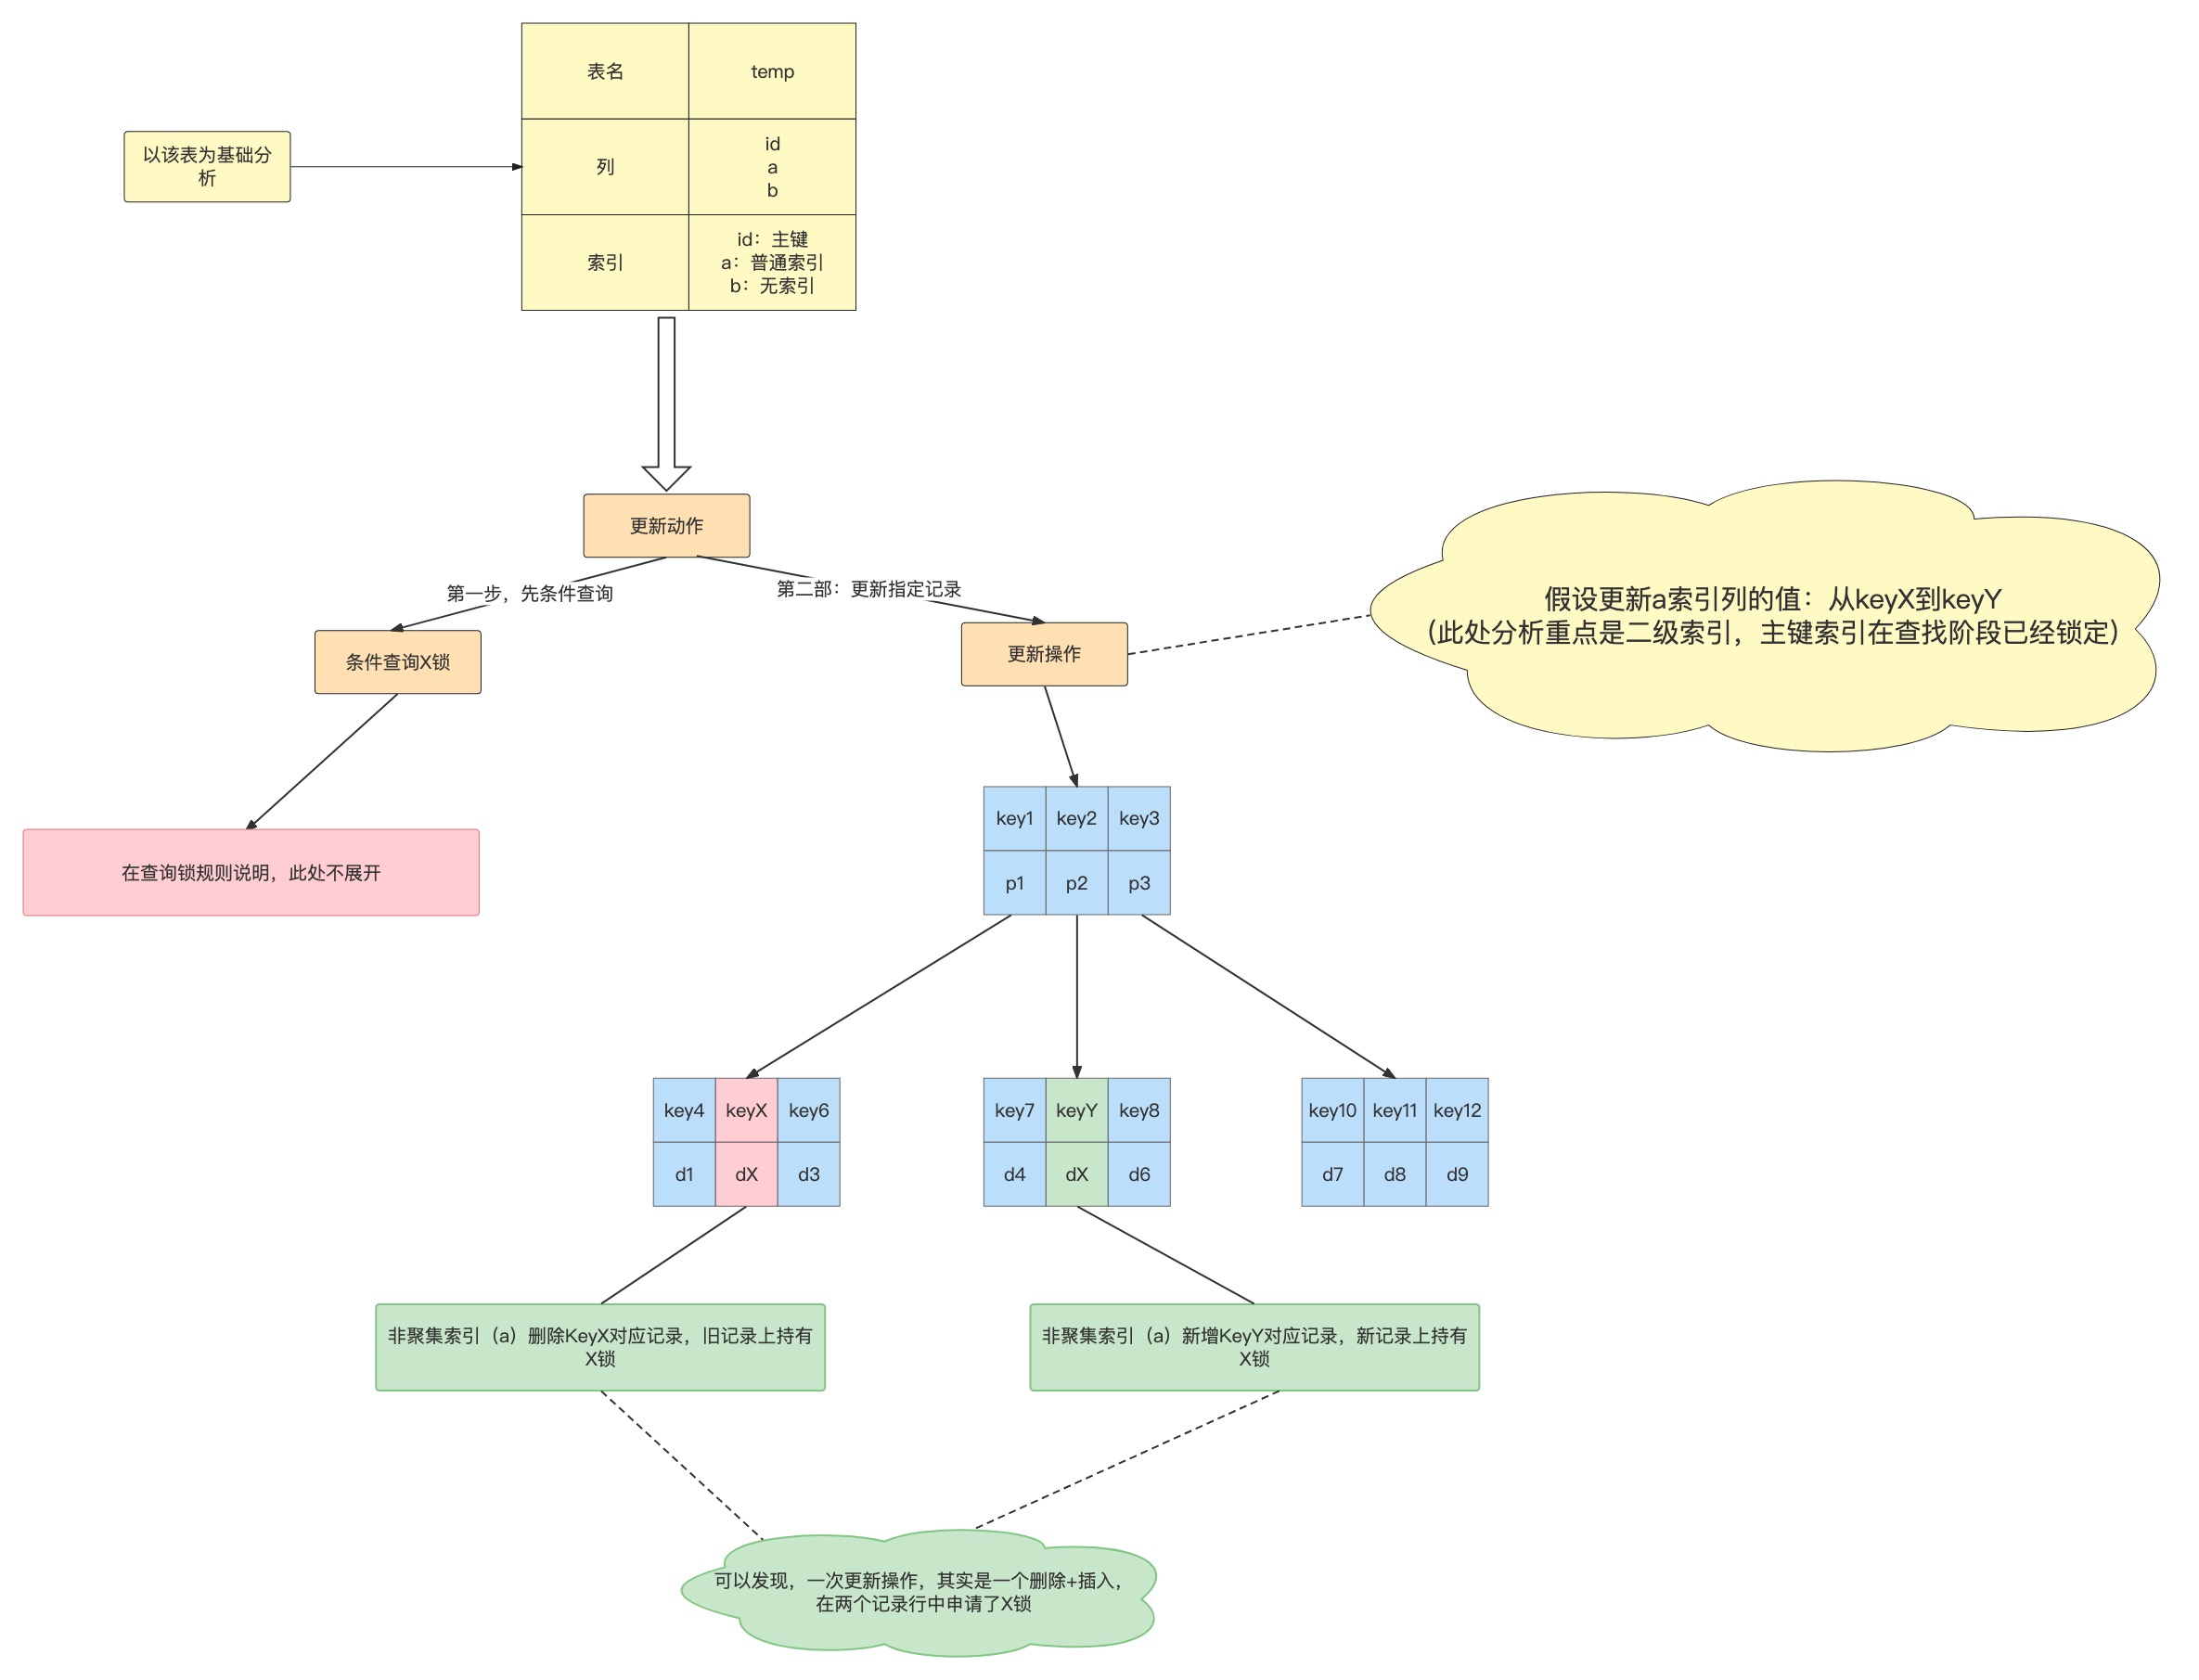 表名
temp
以该表为基础分
析
列
id
a
b
索引
id：主键
a：普通索引
b：无索引
更新动作
第一步，先条件查询
第二部：更新指定记录
条件查询X锁
更新操作
假设更新a索引列的值：从keyX到keyY
（此处分析重点是二级索引，主键索引在查找阶段已经锁定）
在查询锁规则说明，此处不展开
key1 key2 key3
p1 p2 p3
key4 keyX key6
d1 dX d3
key7 keyY key8
d4 dX d6
key10 key11 key12
d7 d8 d9
非聚集索引（a）删除KeyX对应记录，旧记录上持有
X锁
非聚集索引（a）新增KeyY对应记录，新记录上持有
X锁
可以发现，一次更新操作，其实是一个删除+插入，
在两个记录行中申请了X锁